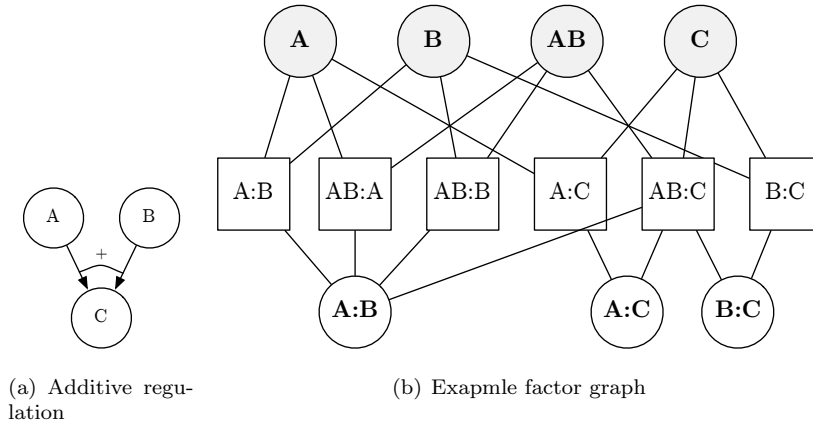 A B AB C
A:B AB:A AB:B A:C AB:C B:C
A B
+
C
A:B A:C B:C
(a) Additive regu-
lation
(b) Exapmle factor graph